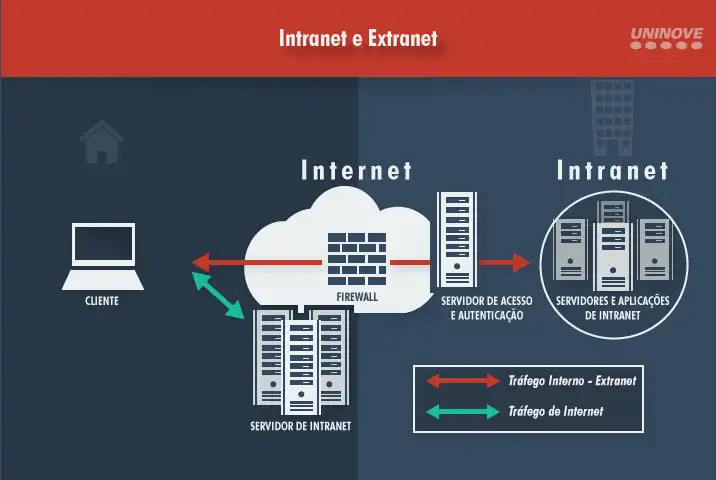 Intranet e Extranet
UNINOVE
Internet
Intranet
CLIENTE
FIREWALL
SERVIDOR DE ACESSO
E AUTENTICAÇÃO
SERVIDORES E APLICAÇÕES
DE INTRANET
SERVIDOR DE INTRANET
Tráfego Interno - Extranet
Tráfego de Internet